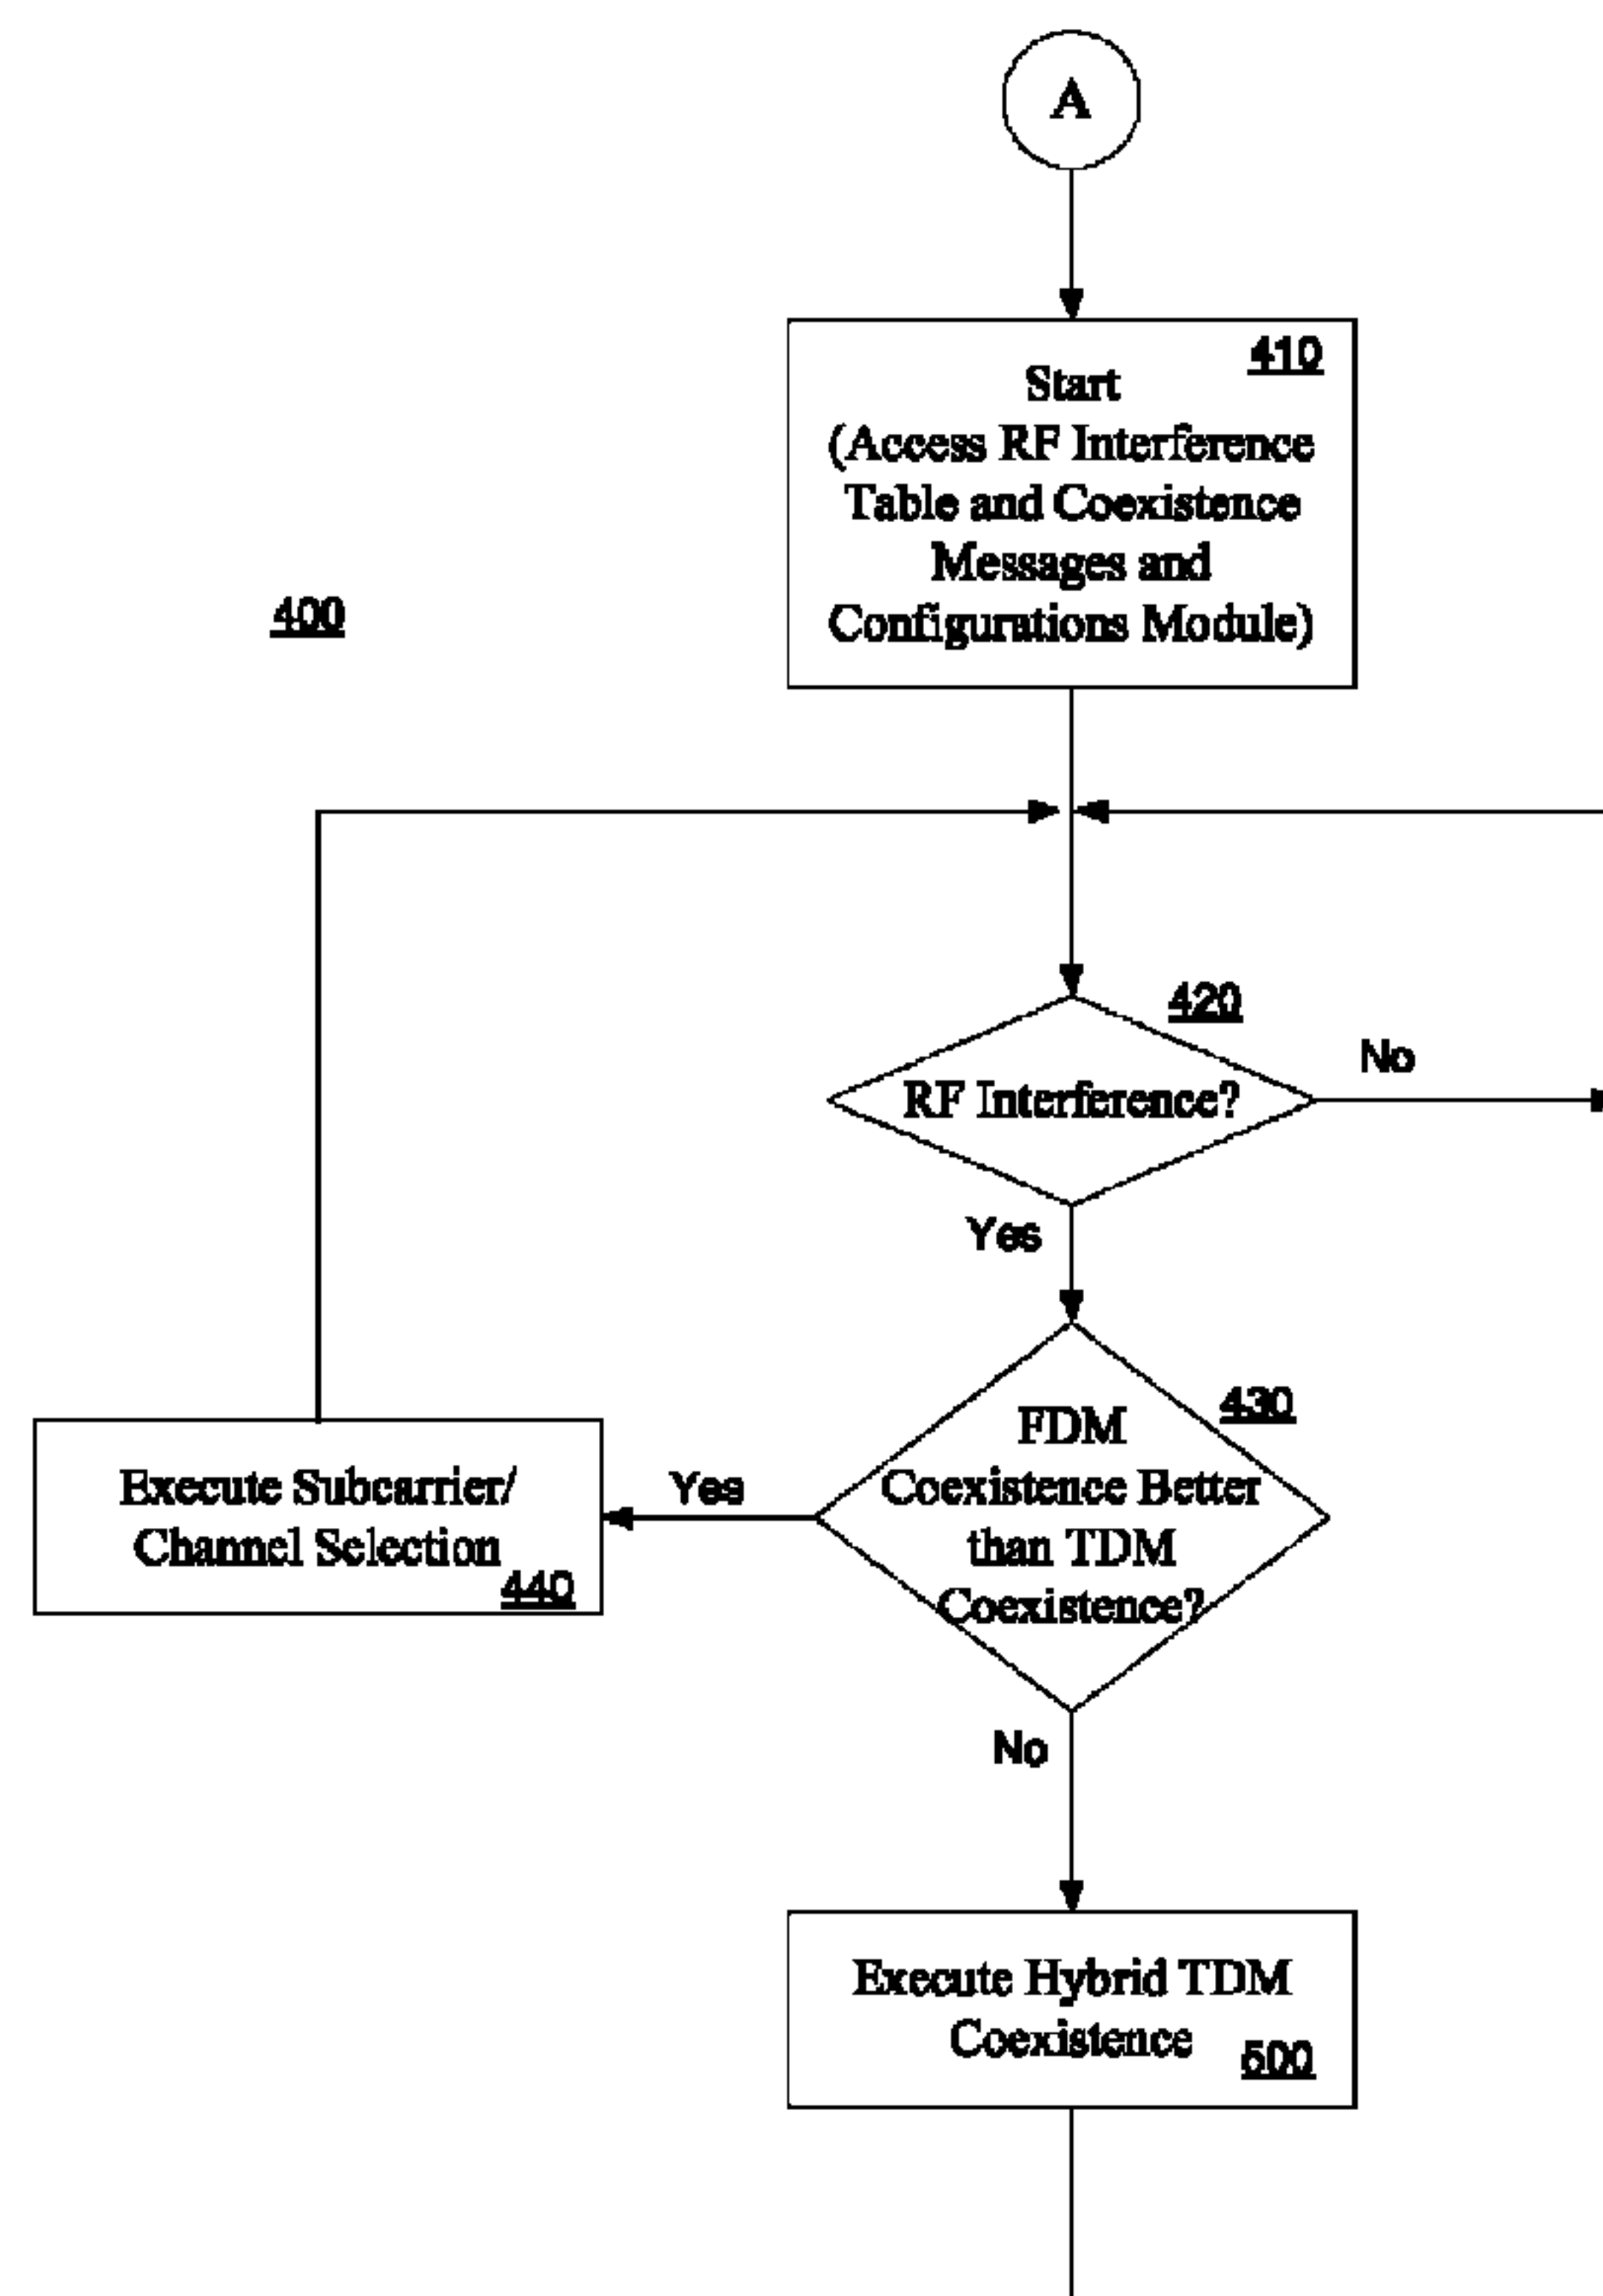 A
410
Start
(Access RF Interference
Table and Coexistence
Messages and
Configurations Module)
400
420
No
RF Interference?
Yes
430
FDM
Coexistence Better
than TDM
Coexistence?
Yes
Execute Subcarrier/
Channel Selection
440
No
Execute Hybrid TDM
Coexistence
500